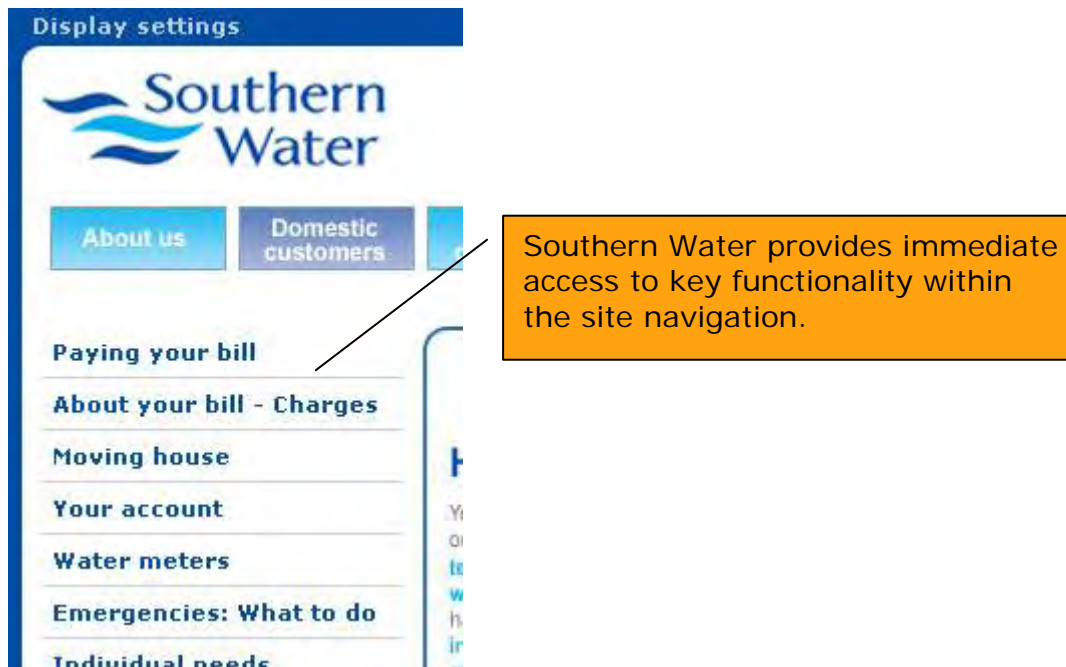 Display settings
Southern
Water
About us
Domestic
customers
Southern Water provides immediate
access to key functionality within
the site navigation.
Paying your bill
About your bill - Charges
Moving house
Your account
Water meters
Emergencies: What to do
Individual needs